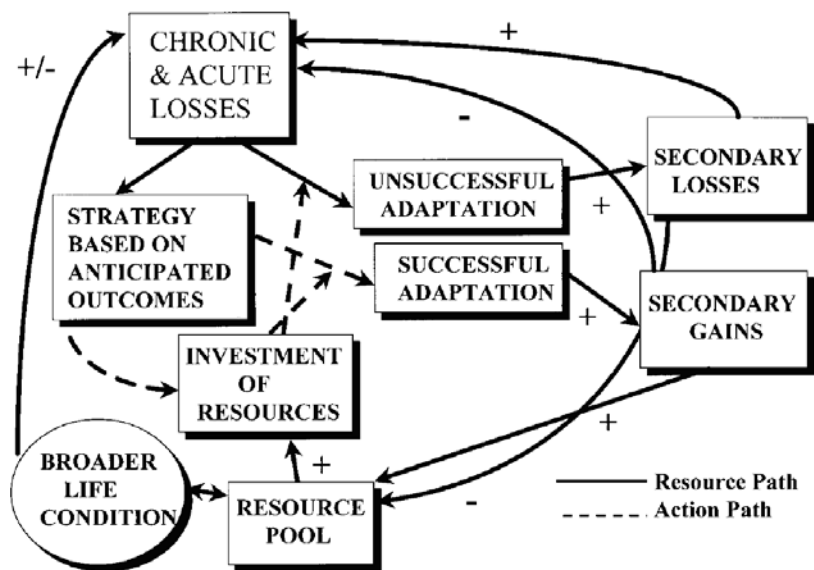 +/-
CHRONIC
& ACUTE
LOSSES
+
-
STRATEGY
BASED ON
ANTICIPATED
OUTCOMES
UNSUCCESSFUL
ADAPTATION
+
SECONDARY
LOSSES
SUCCESSFUL
ADAPTATION
+
SECONDARY
GAINS
INVESTMENT
OF
RESOURCES
+
+
-
BROADER
LIFE
CONDITION
RESOURCE
POOL
Resource Path
Action Path